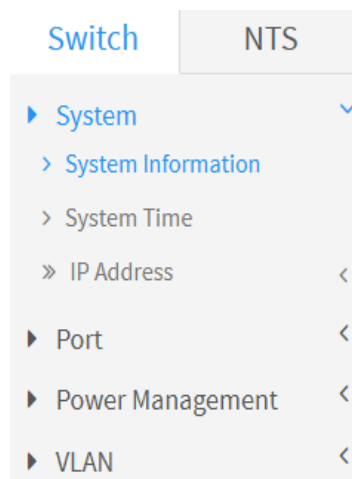 Switch NTS
System
System Information
System Time
IP Address
Port
Power Management
VLAN